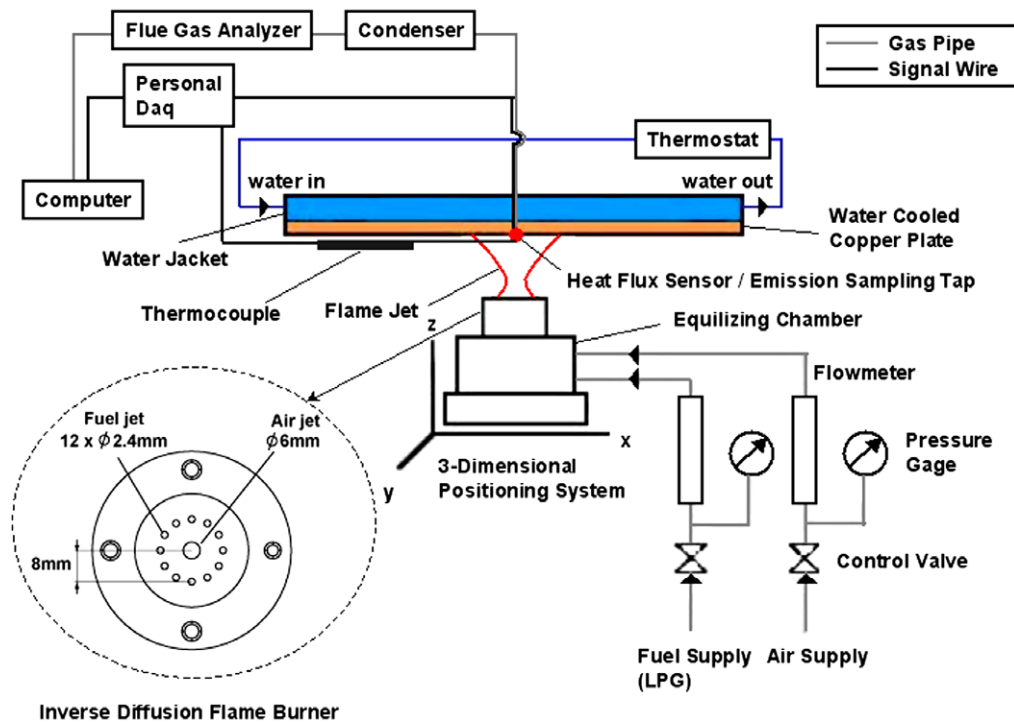 Flue Gas Analyzer
Condenser
Gas Pipe
Signal Wire
Personal
Daq
Thermostat
Computer
water in
water out
Water Jacket
Water Cooled
Copper Plate
Thermocouple
Heat Flux Sensor / Emission Sampling Tap
Flame Jet
z
Equilizing Chamber
Flowmeter
Fuel jet
12 x ϕ 2.4mm
Air jet
ϕ6mm
x
3-Dimensional
Positioning System
y
Pressure
Gage
8mm
Control Valve
Fuel Supply
(LPG)
Air Supply
Inverse Diffusion Flame Burner